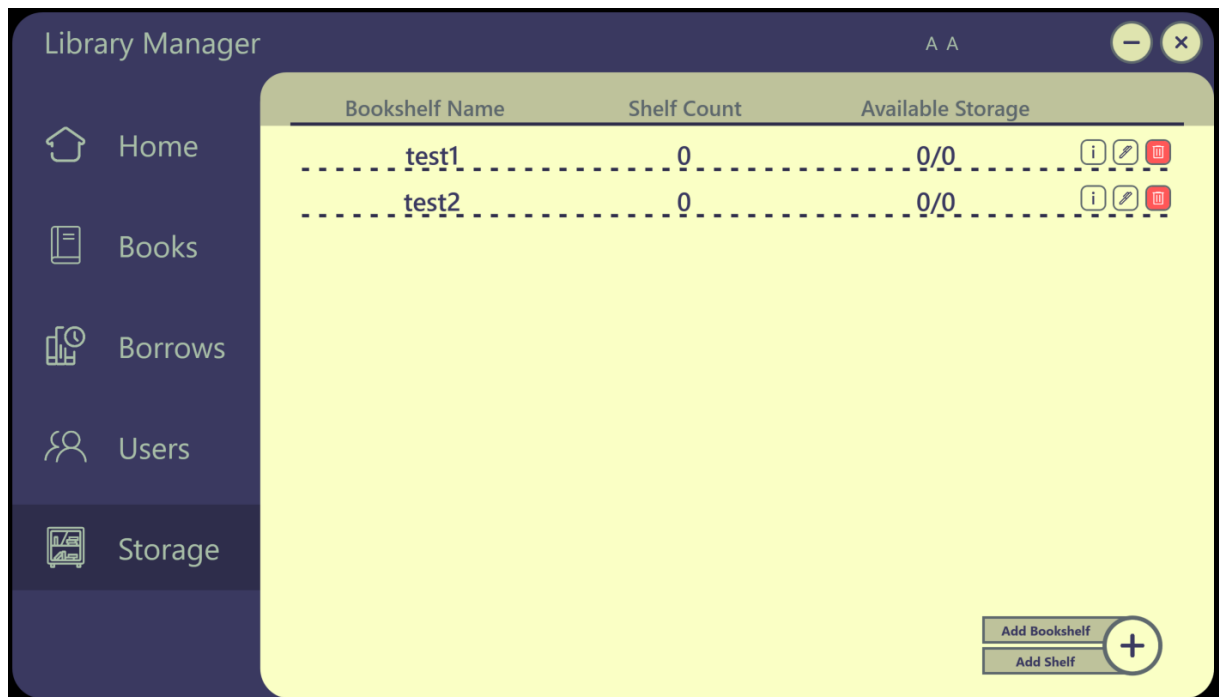 Library Manager
A A
Bookshelf Name Shelf Count Available Storage
Home
test1 0 0/0
test2 0 0/0
Books
Borrows
Users
Storage
Add Bookshelf
Add Shelf